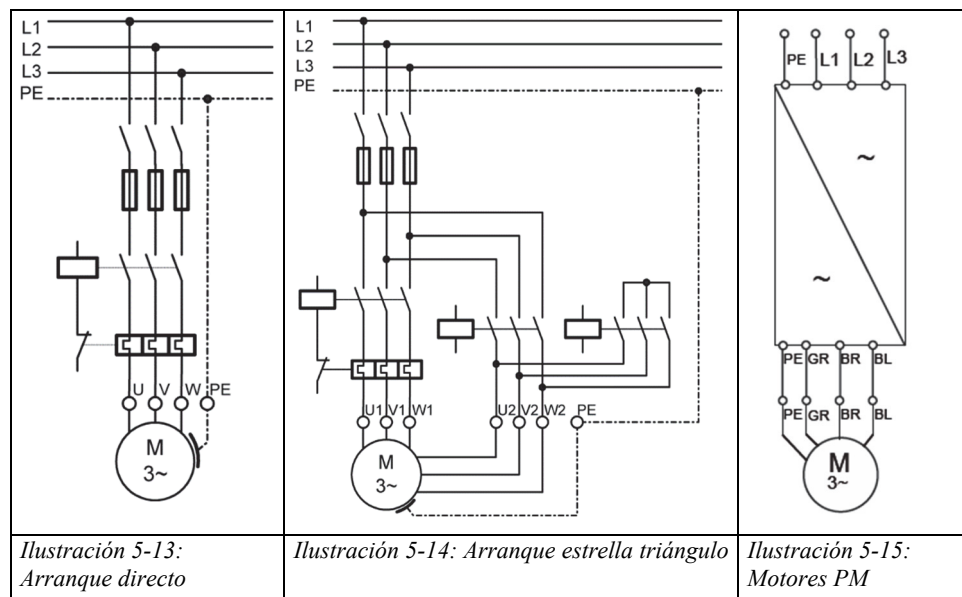 L1
L2
L3
PE
U V W PE
M
3~
L1
L2
L3
PE
U1 V1 W1 U2 V2 W2 PE
M
3~
PE L1 L2 L3
~
~
PE GR BR BL
PE GR BR BL
M
3~
Ilustración 5-13:
Arranque directo
Ilustración 5-14: Arranque estrella triángulo
Ilustración 5-15:
Motores PM